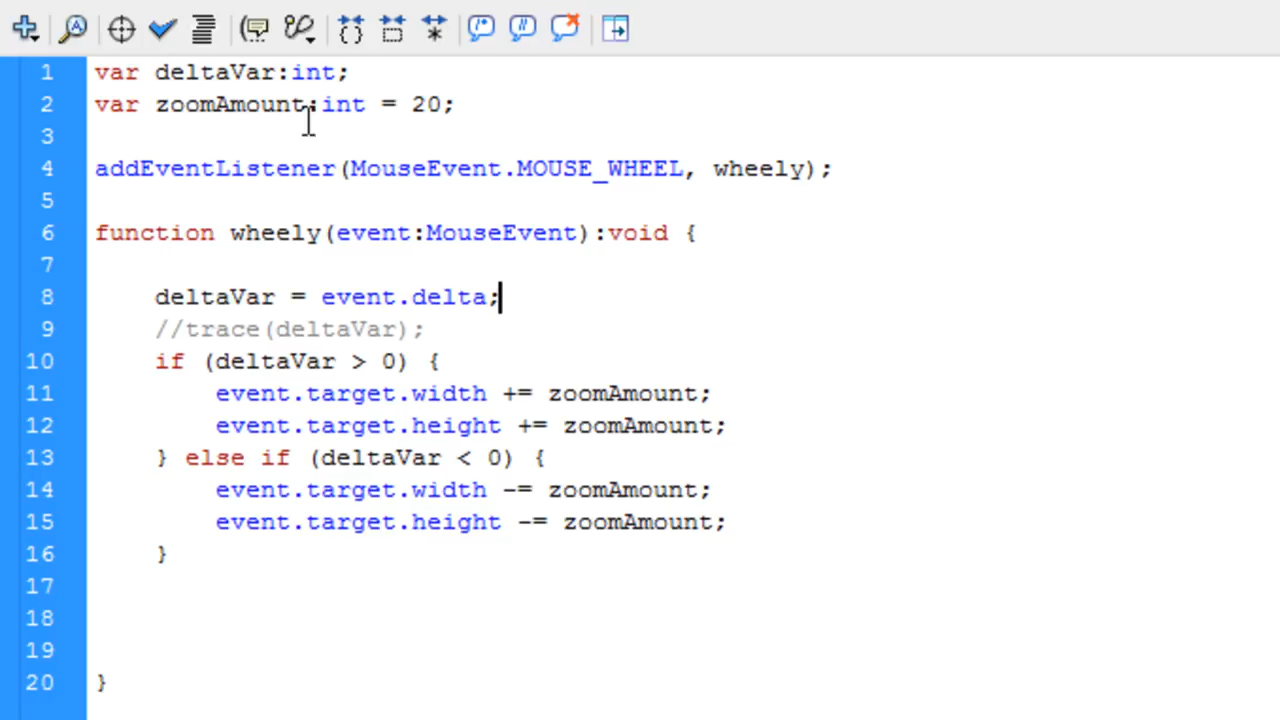 1 var deltaVar:int;
2 var zoomAmount:int = 20;
3
4 addEventListener(MouseEvent.MOUSE_WHEEL, wheely);
5
6 function wheely(event:MouseEvent):void {
7
8 deltaVar = event.delta;
9 //trace(deltaVar);
10 if (deltaVar > 0) {
11 event.target.width += zoomAmount;
12 event.target.height += zoomAmount;
13 } else if (deltaVar < 0) {
14 event.target.width -= zoomAmount;
15 event.target.height -= zoomAmount;
16 }
17
18
19
20 }